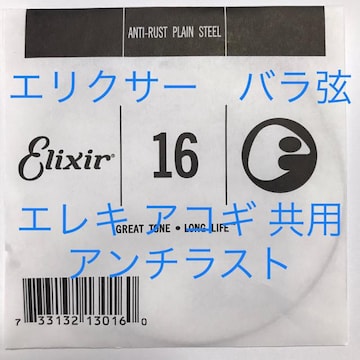 ANTI-RUST PLAIN STEEL
エリクサー バラ弦
Elixir®
16
エレキ アコギ 共用
GREAT TONE • LONG LIFE
アンチラスト
7 33132 13016 0